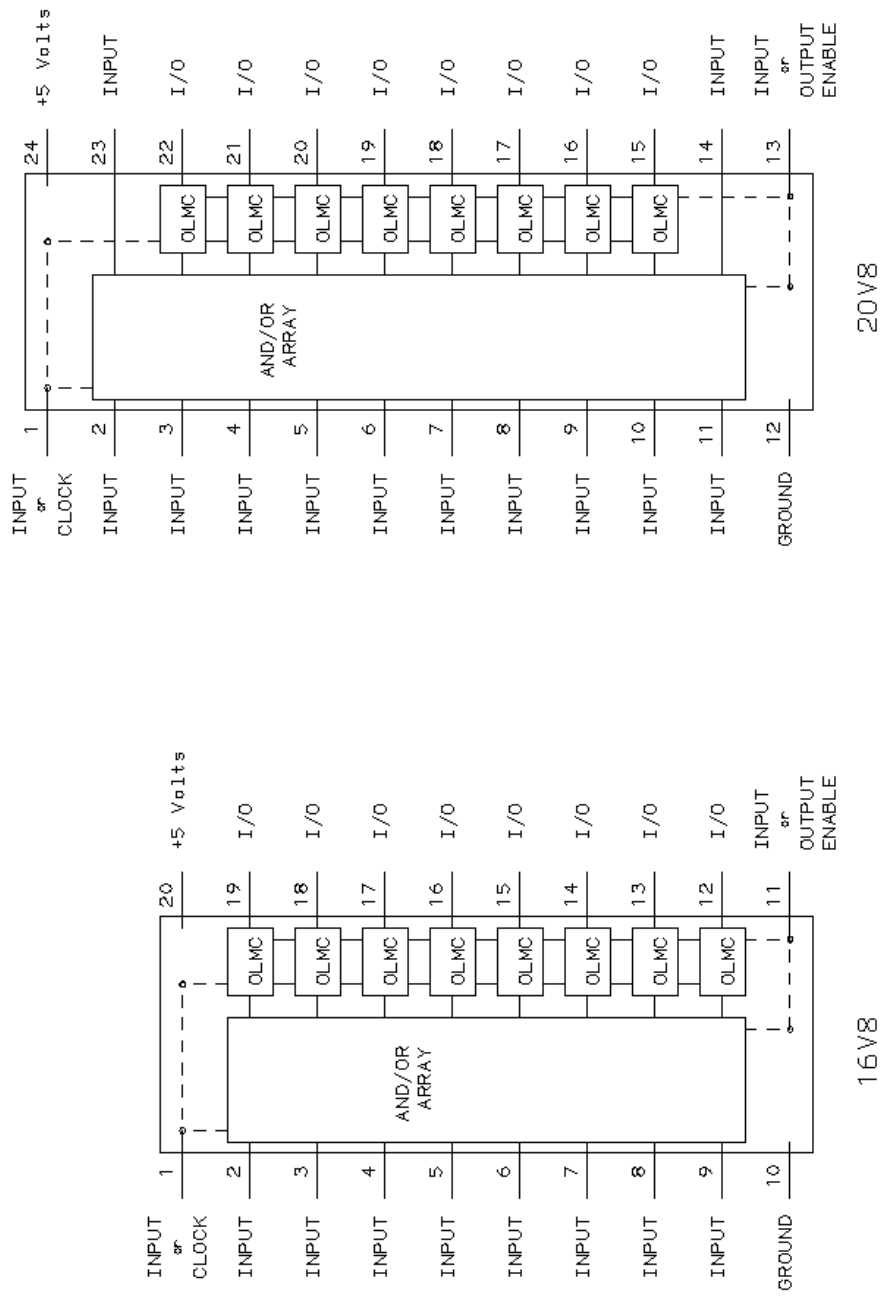 INPUT
or
CLOCK
INPUT
INPUT
INPUT
INPUT
INPUT
INPUT
INPUT
INPUT
GROUND
1
2
3
4
5
6
7
8
9
10
AND/OR
ARRAY
OLMC
OLMC
OLMC
OLMC
OLMC
OLMC
OLMC
OLMC
20
19
18
17
16
15
14
13
12
11
+5 Volts
I/O
I/O
I/O
I/O
I/O
I/O
I/O
I/O
INPUT
or
OUTPUT
ENABLE
16V8
INPUT
or
CLOCK
INPUT
INPUT
INPUT
INPUT
INPUT
INPUT
INPUT
INPUT
INPUT
INPUT
GROUND
1
2
3
4
5
6
7
8
9
10
11
12
AND/OR
ARRAY
OLMC
OLMC
OLMC
OLMC
OLMC
OLMC
OLMC
OLMC
24
23
22
21
20
19
18
17
16
15
14
13
+5 Volts
INPUT
I/O
I/O
I/O
I/O
I/O
I/O
I/O
I/O
INPUT
INPUT
or
OUTPUT
ENABLE
20V8